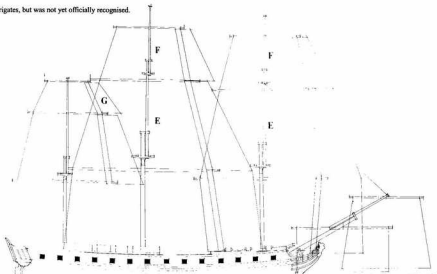 rigates, but was not yet officially recognised.
F
F
G
E
E